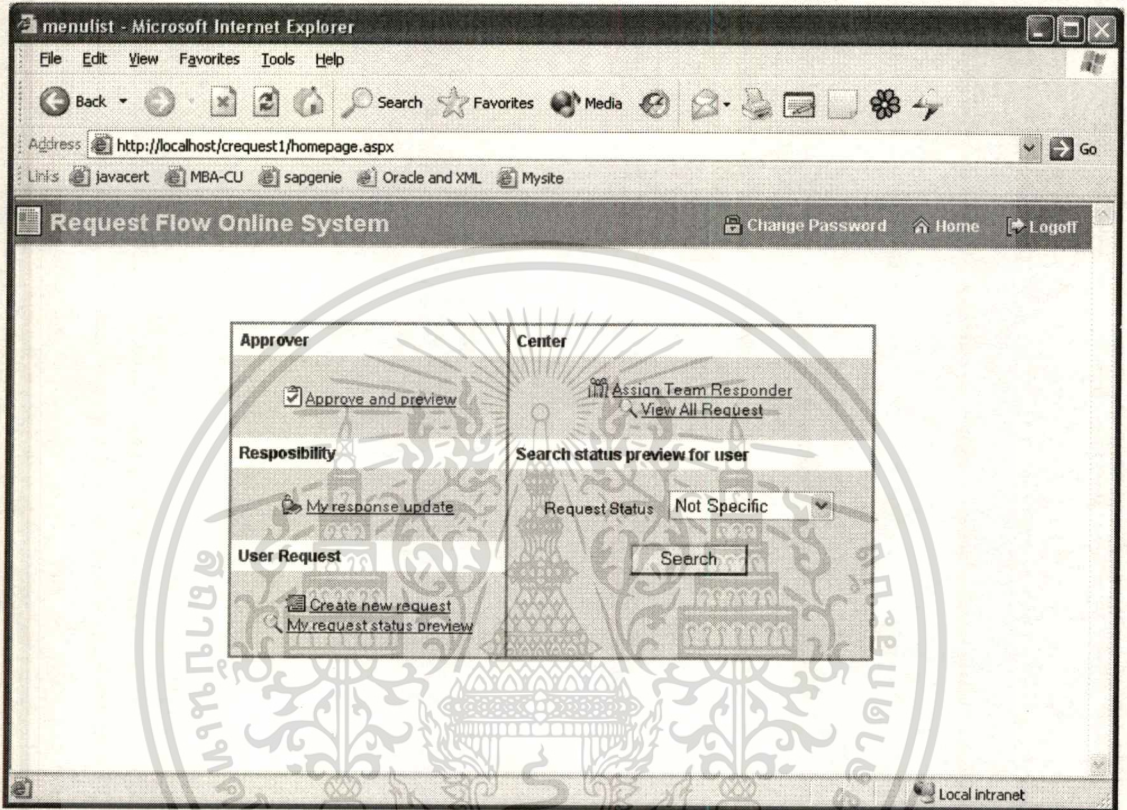 menulist - Microsoft Internet Explorer
File Edit View Favorites Tools Help
Back Search Favorites Media
Address http://localhost/crequest1/homepage.aspx Go
Links javacert MBA-CU sapgenie Oracle and XML Mysite
Request Flow Online System Change Password Home Logoff
Approver
Approve and preview
Resposibility
My response update
User Request
Create new request
My request status preview
Center
Assign Team Responder
View All Request
Search status preview for user
Request Status Not Specific
Search
Local intranet